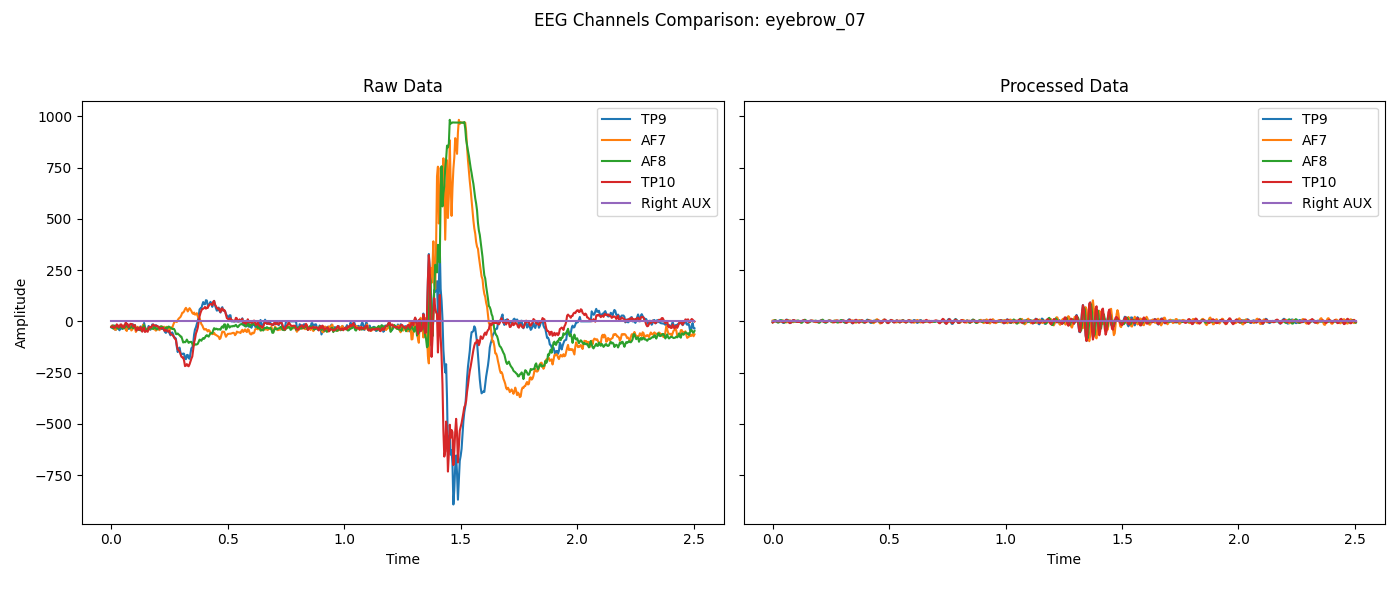 EEG Channels Comparison: eyebrow_07
Raw Data
Amplitude
1000
750
500
250
0
−250
−500
−750
TP9
AF7
AF8
TP10
Right AUX
0.0 0.5 1.0 1.5 2.0 2.5
Time
Processed Data
TP9
AF7
AF8
TP10
Right AUX
0.0 0.5 1.0 1.5 2.0 2.5
Time